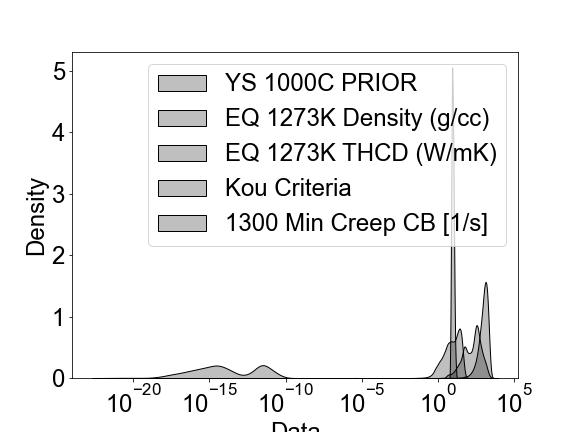 YS 1000C PRIOR
EQ 1273K Density (g/cc)
EQ 1273K THCD (W/mK)
Kou Criteria
1300 Min Creep CB [1/s]
Density
5
4
3
2
1
0
10−20 10−15 10−10 10−5 100 105
Data